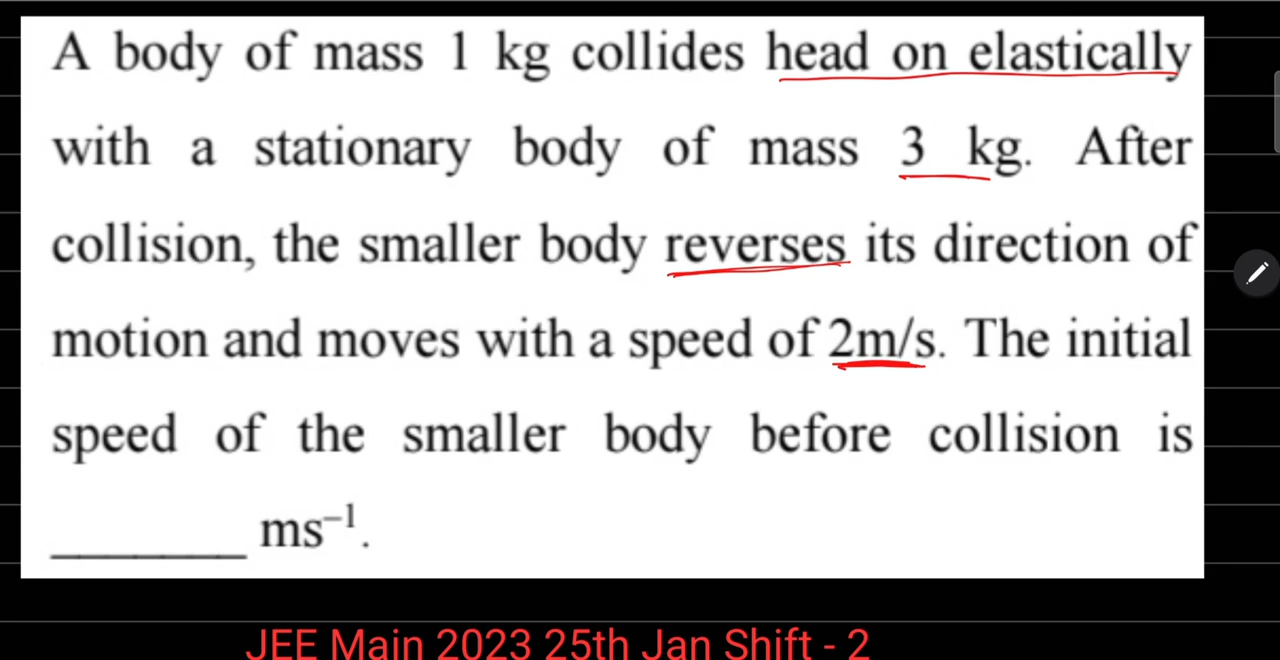 A body of mass 1 kg collides head on elastically
with a stationary body of mass 3 kg. After
collision, the smaller body reverses its direction of
motion and moves with a speed of 2m/s. The initial
speed of the smaller body before collision is
________ ms⁻¹.
JEE Main 2023 25th Jan Shift - 2